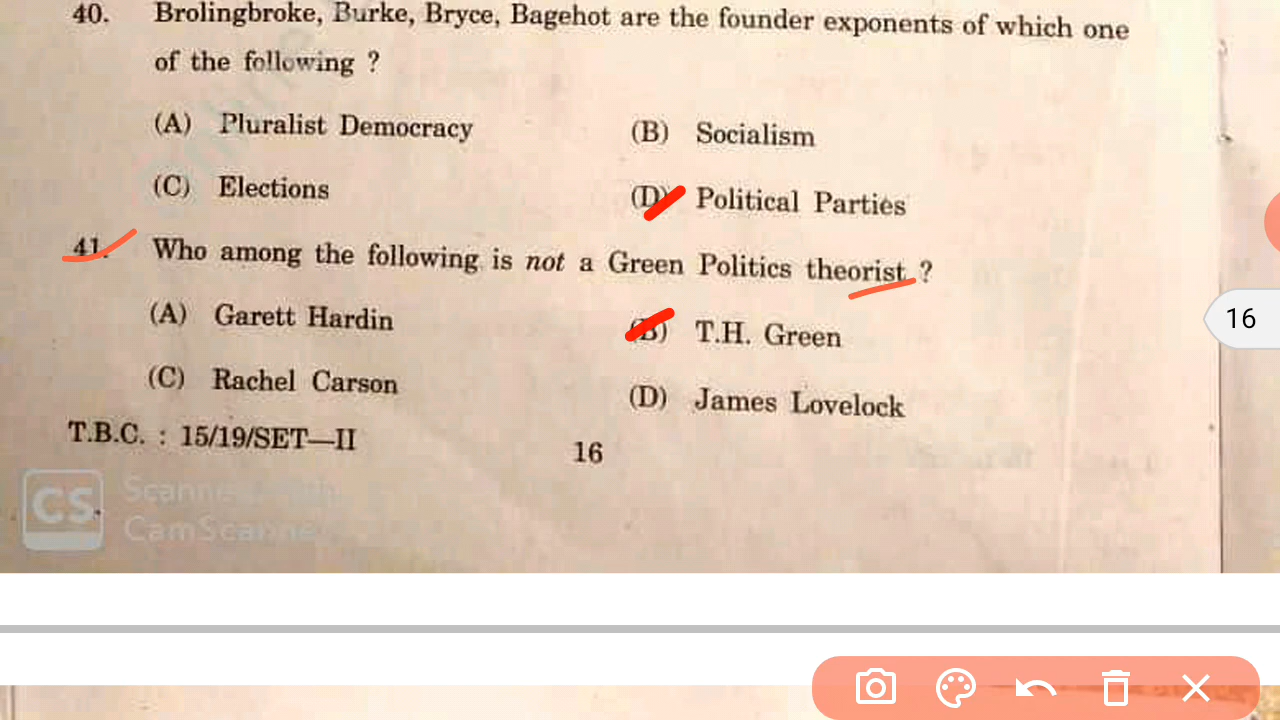 40. Brolingbroke, Burke, Bryce, Bagehot are the founder exponents of which one
of the following ?
(A) Pluralist Democracy (B) Socialism
(C) Elections (D) Political Parties
41. Who among the following is not a Green Politics theorist ?
(A) Garett Hardin (B) T.H. Green
(C) Rachel Carson (D) James Lovelock
T.B.C. : 15/19/SET—II 16
16
CS
CamScanne